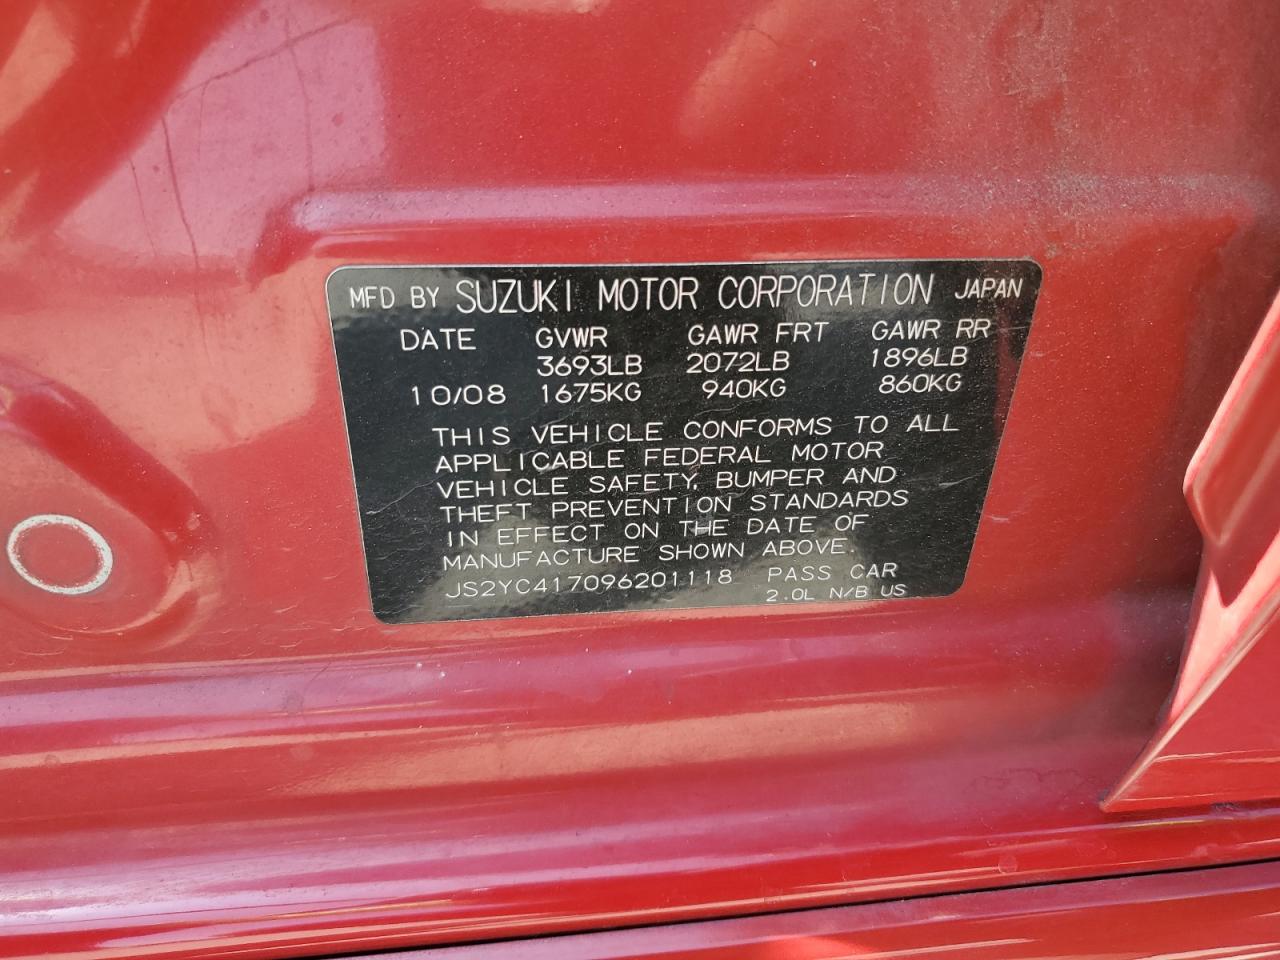 MFD BY SUZUKI MOTOR CORPORATION JAPAN
DATE GVWR GAWR FRT GAWR RR
3693LB 2072LB 1896LB
10/08 1675KG 940KG 860KG
THIS VEHICLE CONFORMS TO ALL
APPLICABLE FEDERAL MOTOR
VEHICLE SAFETY, BUMPER AND
THEFT PREVENTION STANDARDS
IN EFFECT ON THE DATE OF
MANUFACTURE SHOWN ABOVE.
JS2YC417096201118 PASS CAR
2.0L N/B US